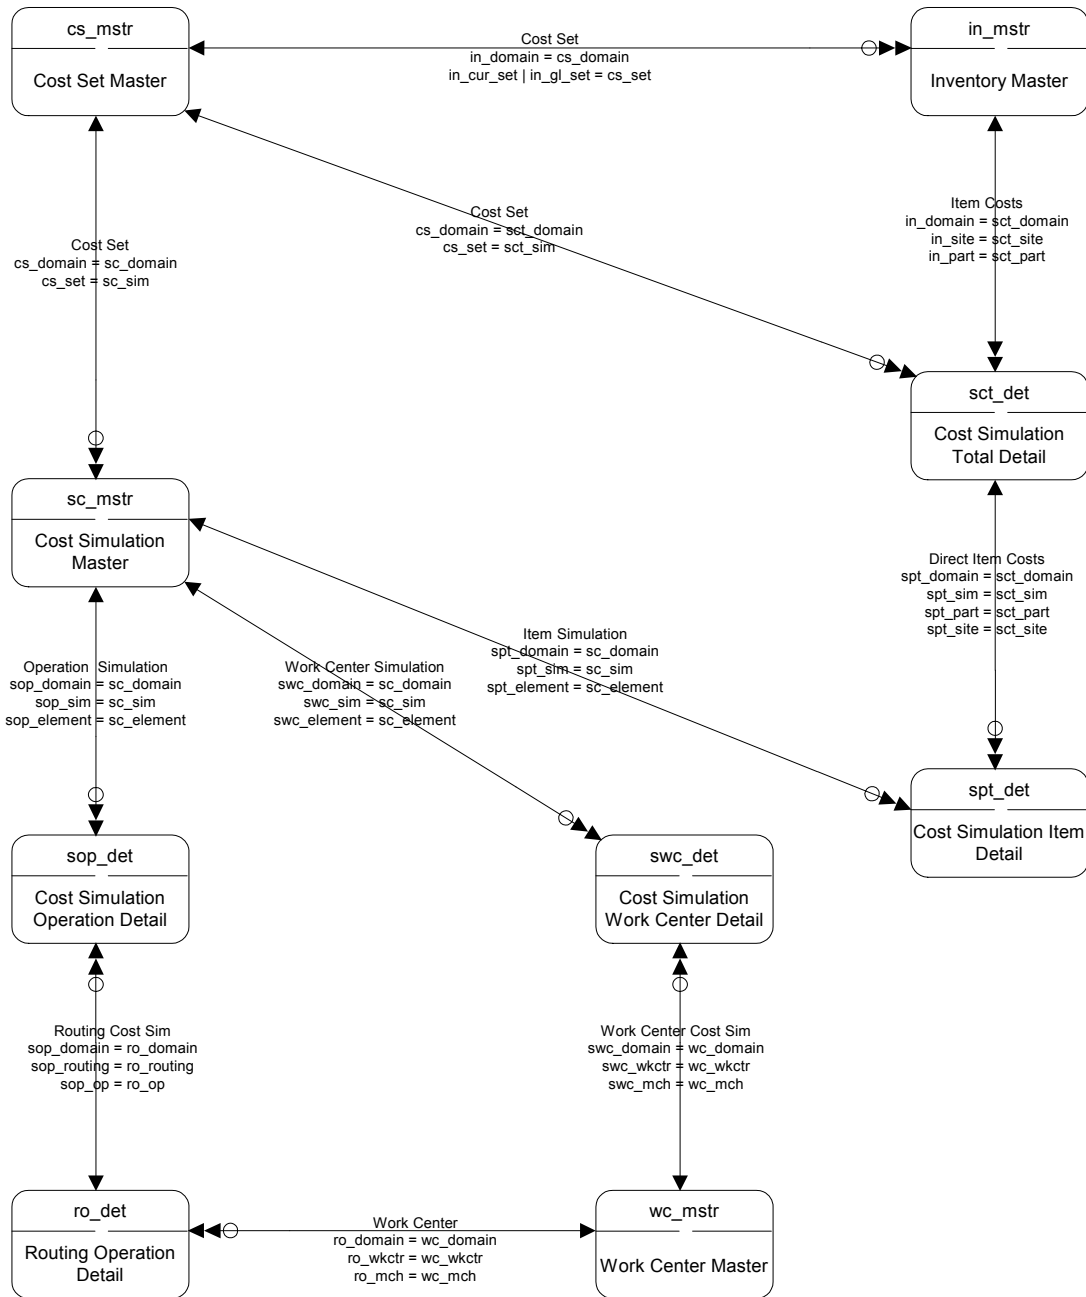 cs_mstr
Cost Set Master
Cost Set
in_domain = cs_domain
in_cur_set | in_gl_set = cs_set
in_mstr
Inventory Master
Cost Set
cs_domain = sct_domain
cs_set = sct_sim
Item Costs
in_domain = sct_domain
in_site = sct_site
in_part = sct_part
Cost Set
cs_domain = sc_domain
cs_set = sc_sim
sct_det
Cost Simulation
Total Detail
sc_mstr
Cost Simulation
Master
Direct Item Costs
spt_domain = sct_domain
spt_sim = sct_sim
spt_part = sct_part
spt_site = sct_site
Operation Simulation
sop_domain = sc_domain
sop_sim = sc_sim
sop_element = sc_element
Work Center Simulation
swc_domain = sc_domain
swc_sim = sc_sim
swc_element = sc_element
Item Simulation
spt_domain = sc_domain
spt_sim = sc_sim
spt_element = sc_element
spt_det
Cost Simulation Item
Detail
sop_det
Cost Simulation
Operation Detail
swc_det
Cost Simulation
Work Center Detail
Routing Cost Sim
sop_domain = ro_domain
sop_routing = ro_routing
sop_op = ro_op
Work Center Cost Sim
swc_domain = wc_domain
swc_wkctr = wc_wkctr
swc_mch = wc_mch
ro_det
Routing Operation
Detail
Work Center
ro_domain = wc_domain
ro_wkctr = wc_wkctr
ro_mch = wc_mch
wc_mstr
Work Center Master